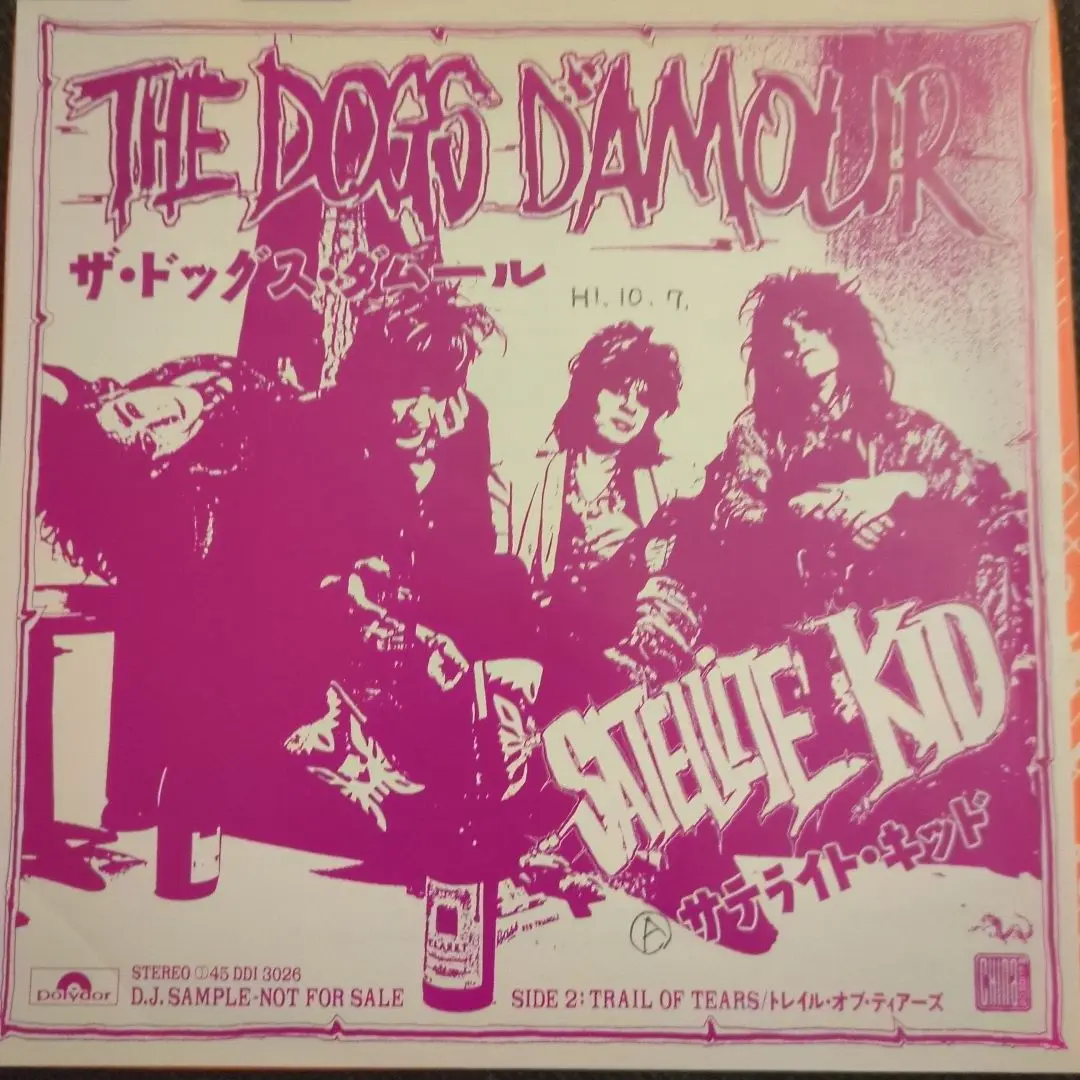 THE DOGS D'AMOUR
ザ・ドッグス・ダムール
H1.10.7.
SATELLITE KID
サテライト・キッド
A
CLARET
polydor
STEREO 45 DDI 3026
D.J. SAMPLE-NOT FOR SALE
SIDE 2: TRAIL OF TEARS/トレイル・オブ・ティアーズ
CHINA